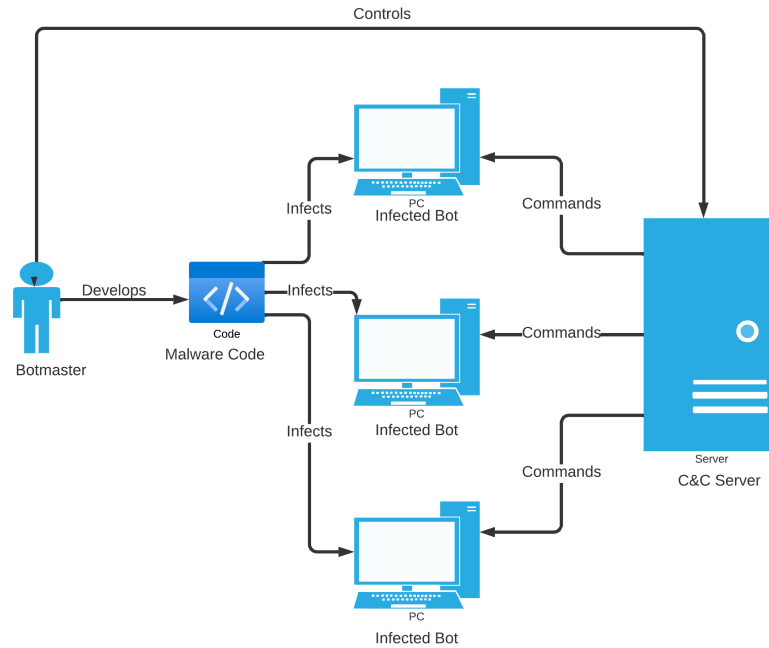 Controls
PC
Infected Bot
Infects
Commands
Develops
Infects
Code
Malware Code
Botmaster
Commands
PC
Infected Bot
Infects
Server
C&C Server
Commands
PC
Infected Bot